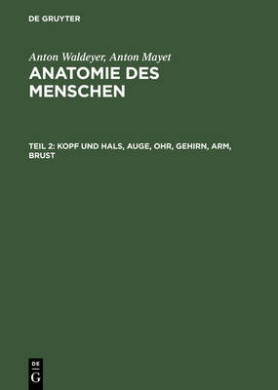 DE GRUYTER
Anton Waldeyer, Anton Mayet
ANATOMIE DES
MENSCHEN
TEIL 2: KOPF UND HALS, AUGE, OHR, GEHIRN, ARM,
BRUST
DE
G